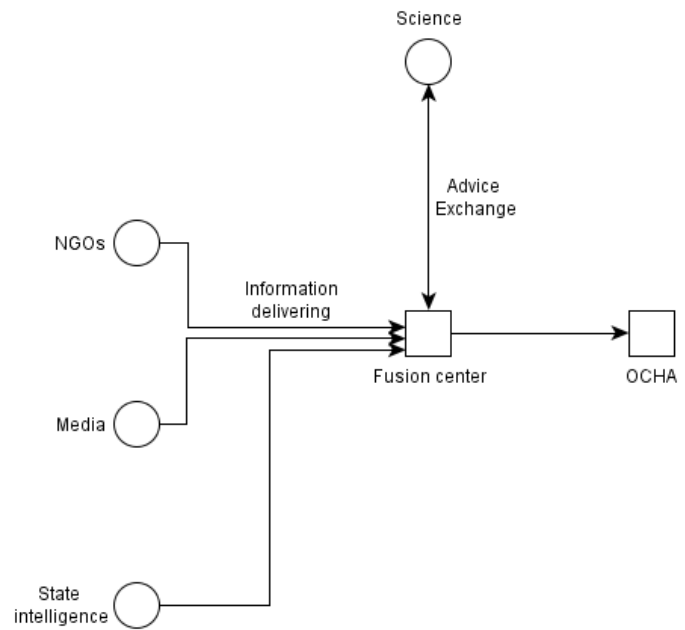 Science
Advice
Exchange
NGOs
Information
delivering
Fusion center
OCHA
Media
State
intelligence